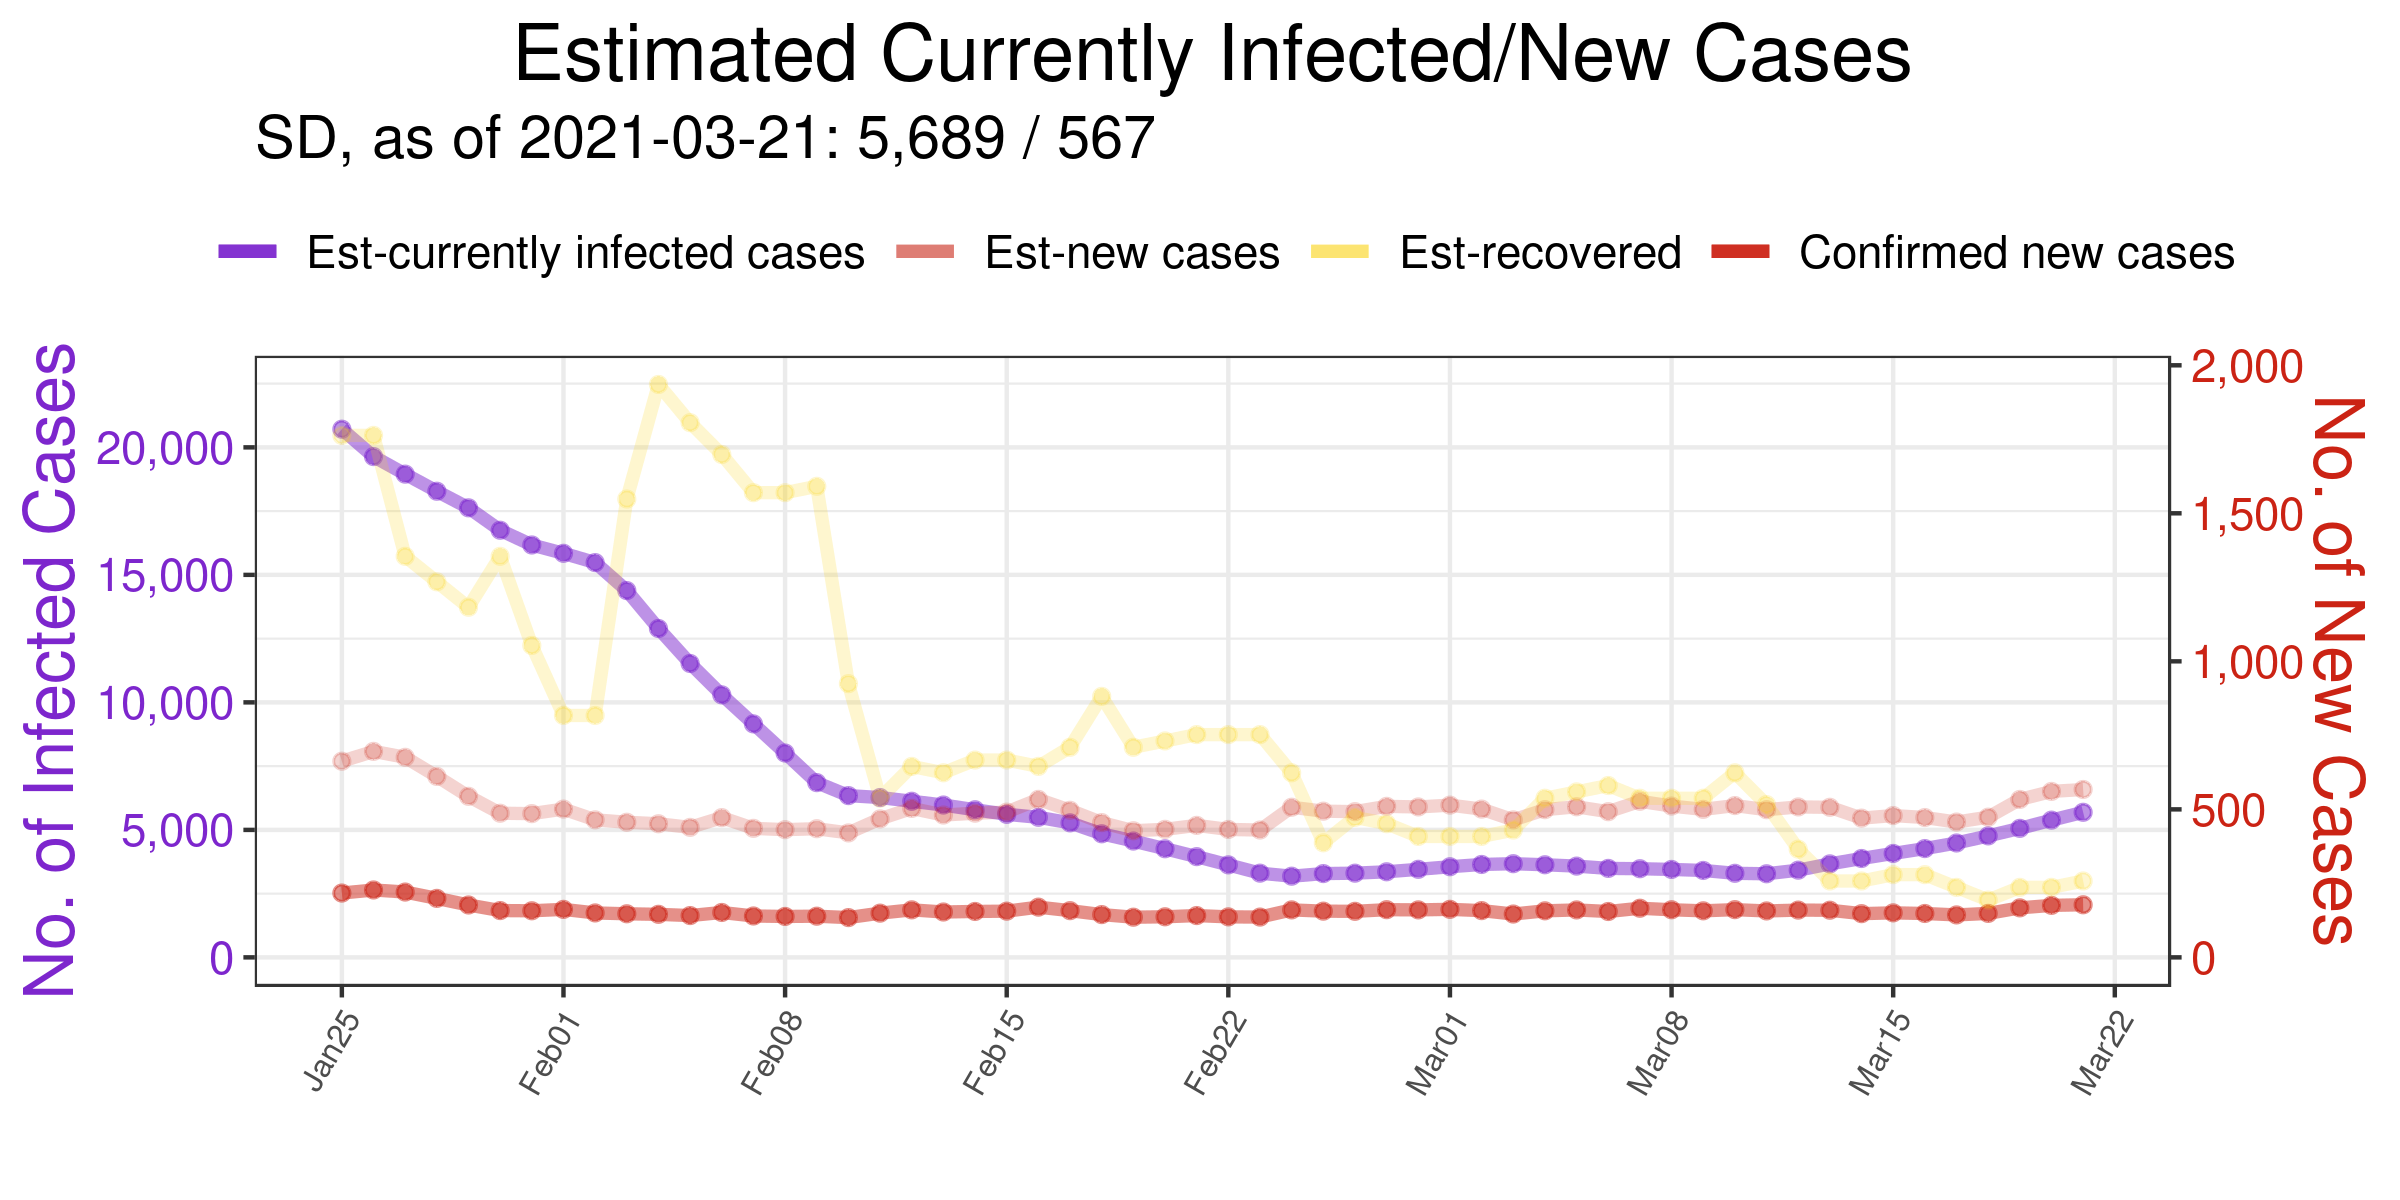 Estimated Currently Infected/New Cases
SD, as of 2021-03-21: 5,689 / 567
Est-currently infected cases Est-new cases Est-recovered Confirmed new cases
No. of Infected Cases
20,000
15,000
10,000
5,000
0
2,000
1,500
1,000
500
0
No. of New Cases
Jan25 Feb01 Feb08 Feb15 Feb22 Mar01 Mar08 Mar15 Mar22